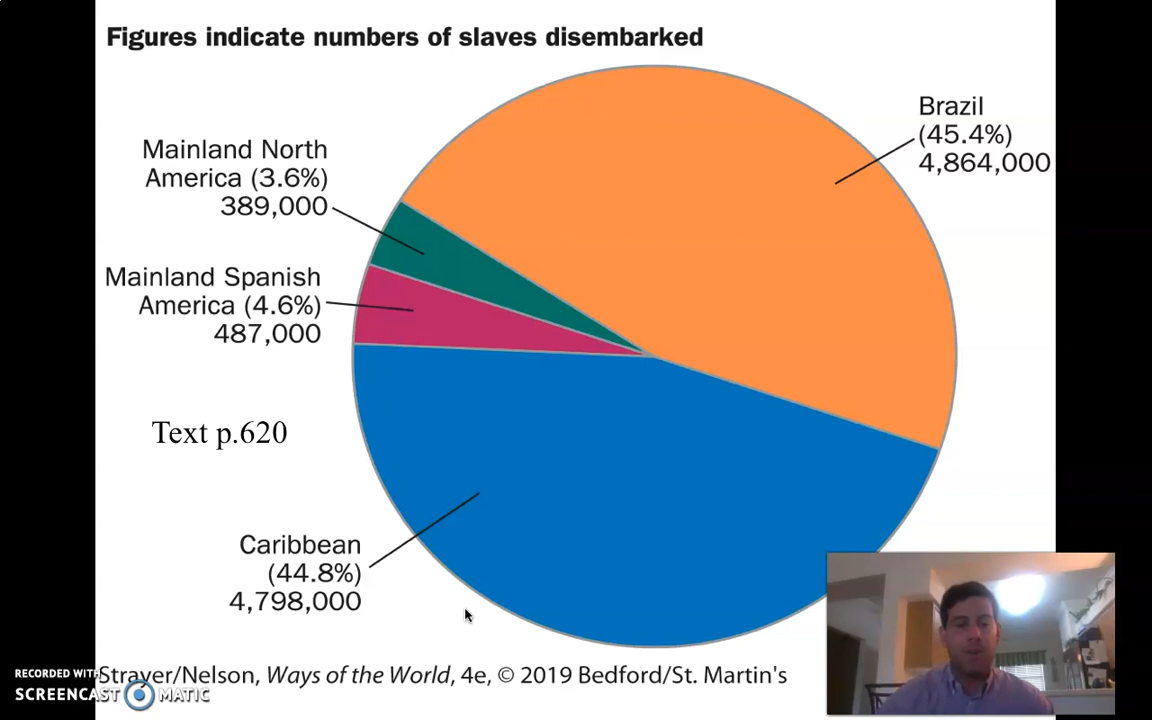 Figures indicate numbers of slaves disembarked
Brazil
(45.4%)
4,864,000
Mainland North
America (3.6%)
389,000
Mainland Spanish
America (4.6%)
487,000
Text p.620
Caribbean
(44.8%)
4,798,000
Strayer/Nelson, Ways of the World, 4e, © 2019 Bedford/St. Martin's
RECORDED WITH
SCREENCAST MATIC